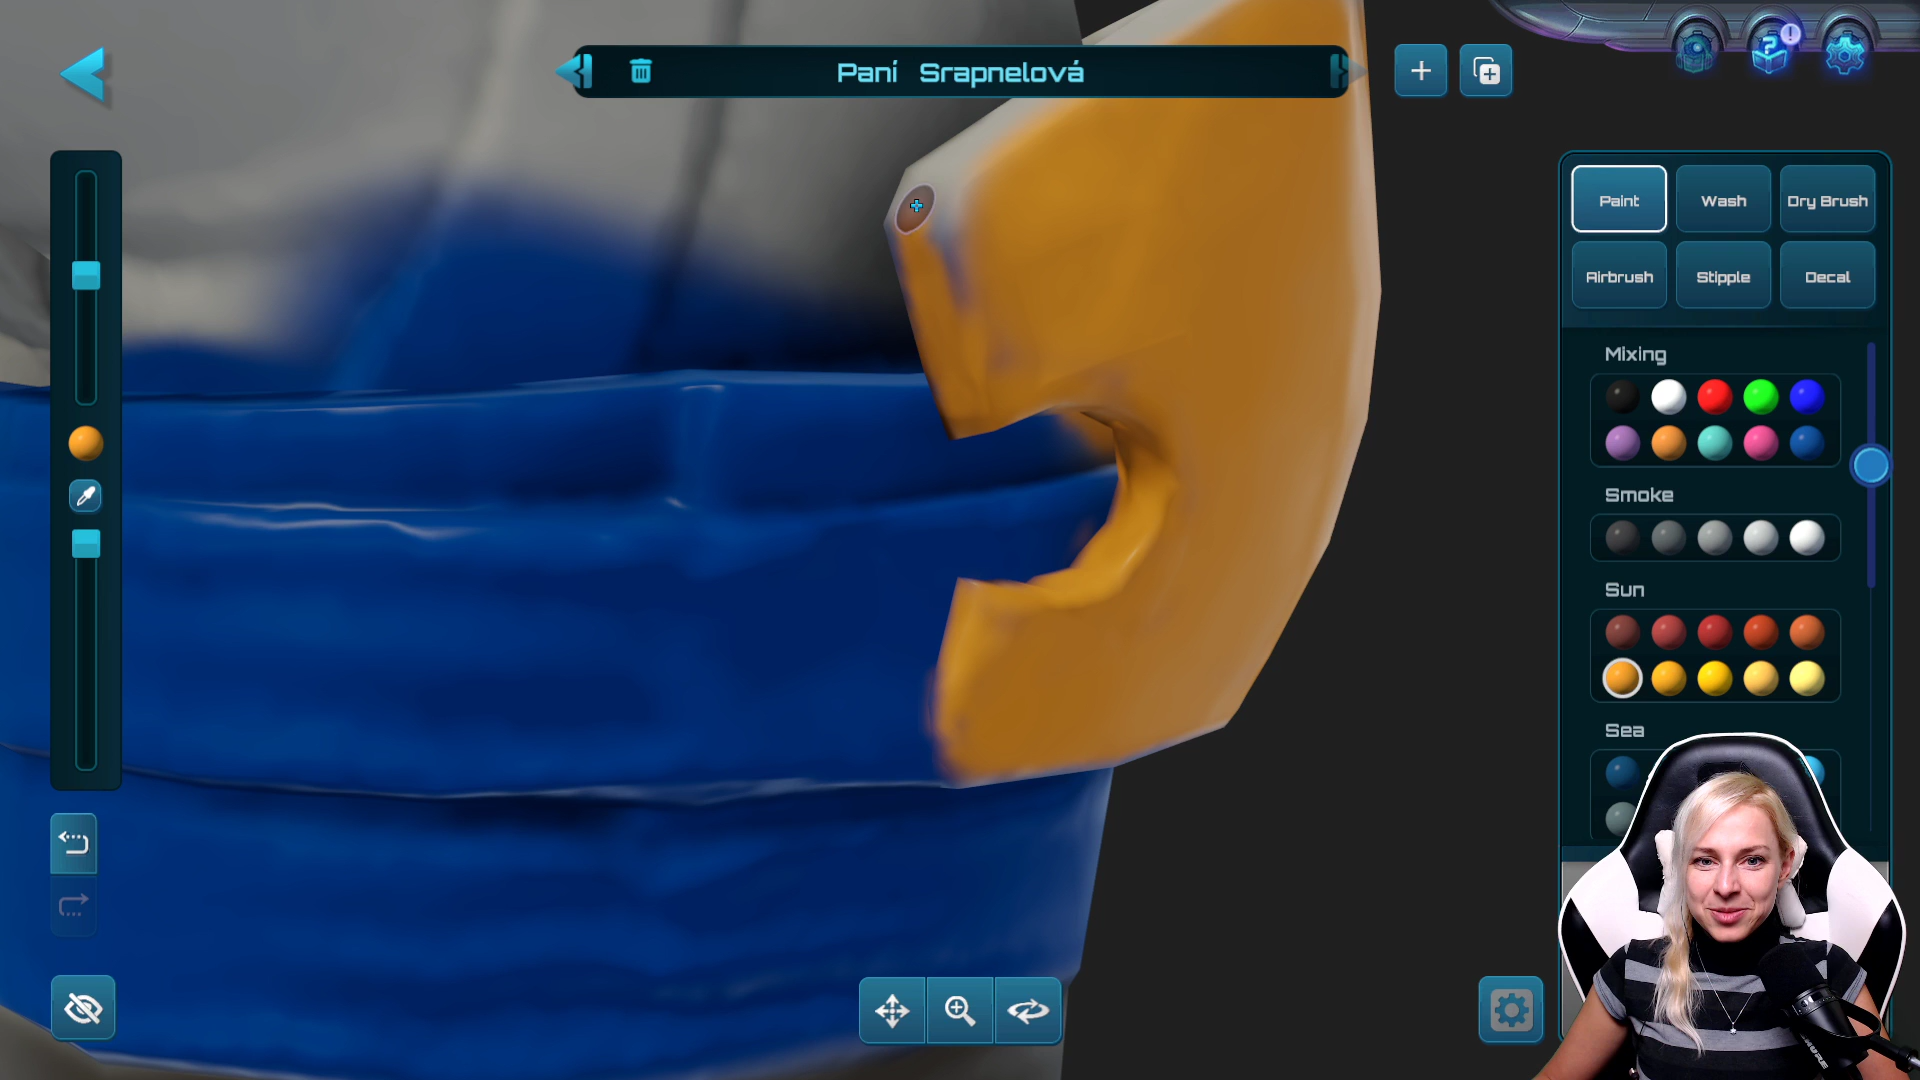 Paní Srapnelová
Paint
Wash
Dry Brush
Airbrush
Stipple
Decal
Mixing
Smoke
Sun
Sea